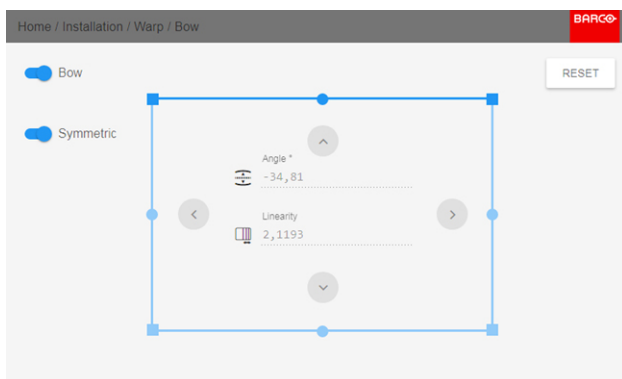 Home / Installation / Warp / Bow
BARCO
Bow
RESET
Symmetric
Angle *
-34,81
Linearity
2,1193